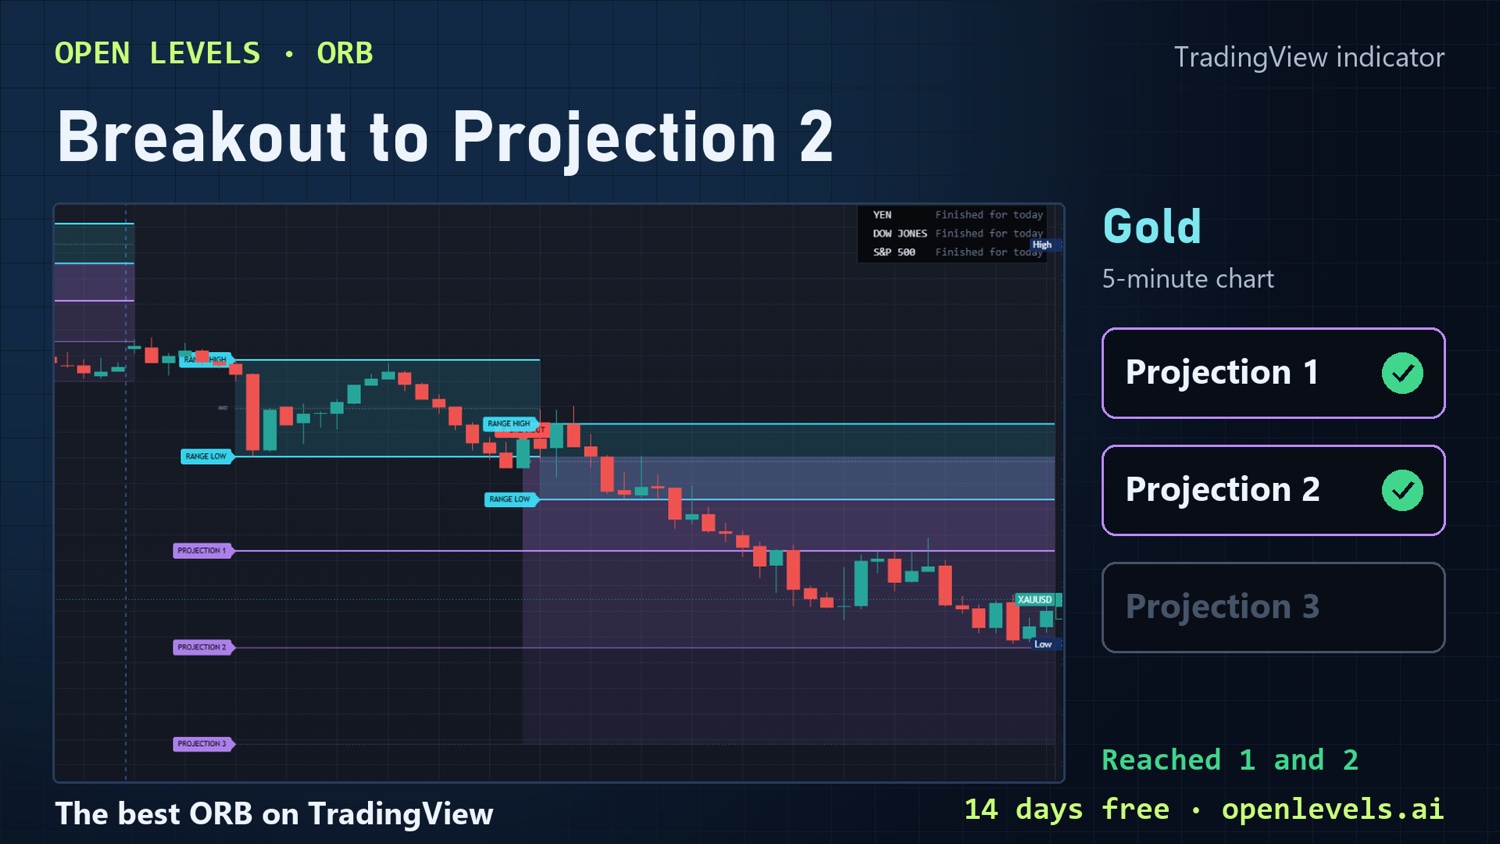 OPEN LEVELS · ORB
TradingView indicator
Breakout to Projection 2
YEN Finished for today
DOW JONES Finished for today
S&P 500 Finished for today
High
Gold
5-minute chart
RANGE HIGH
RANGE LOW
RANGE HIGH
RANGE LOW
PROJECTION 1
PROJECTION 2
PROJECTION 3
XAUUSD
Low
Projection 1
Projection 2
Projection 3
Reached 1 and 2
The best ORB on TradingView
14 days free · openlevels.ai